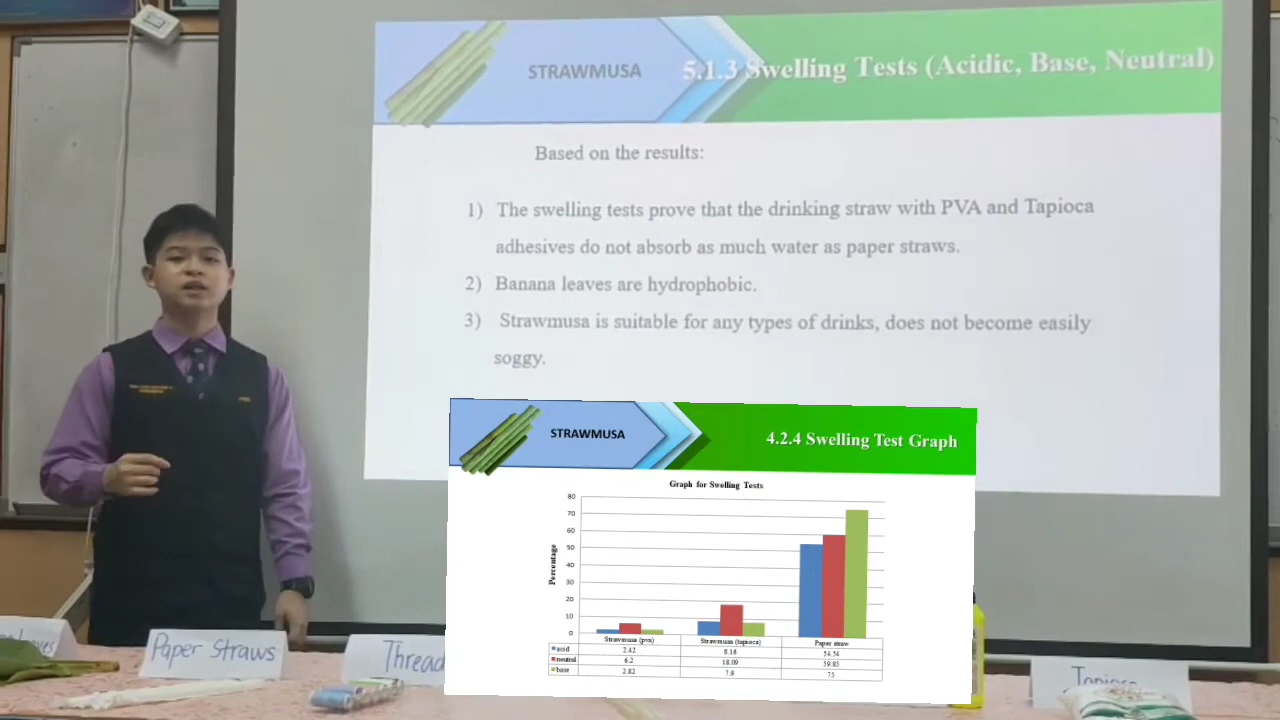 STRAWMUSA
5.1.3 Swelling Tests (Acidic, Base, Neutral)
Based on the results:
1) The swelling tests prove that the drinking straw with PVA and Tapioca
adhesives do not absorb as much water as paper straws.
2) Banana leaves are hydrophobic.
3) Strawmusa is suitable for any types of drinks, does not become easily
soggy.
STRAWMUSA
4.2.4 Swelling Test Graph
Graph for Swelling Tests
Percentage
80
70
60
50
40
30
20
10
0
Strawmusa (pva) Strawmusa (tapioca) Paper straw
acid 2.42 8.16 54.54
neutral 6.2 18.09 59.85
base 2.82 7.9 75
Paper Straws
Thread
Tapioca